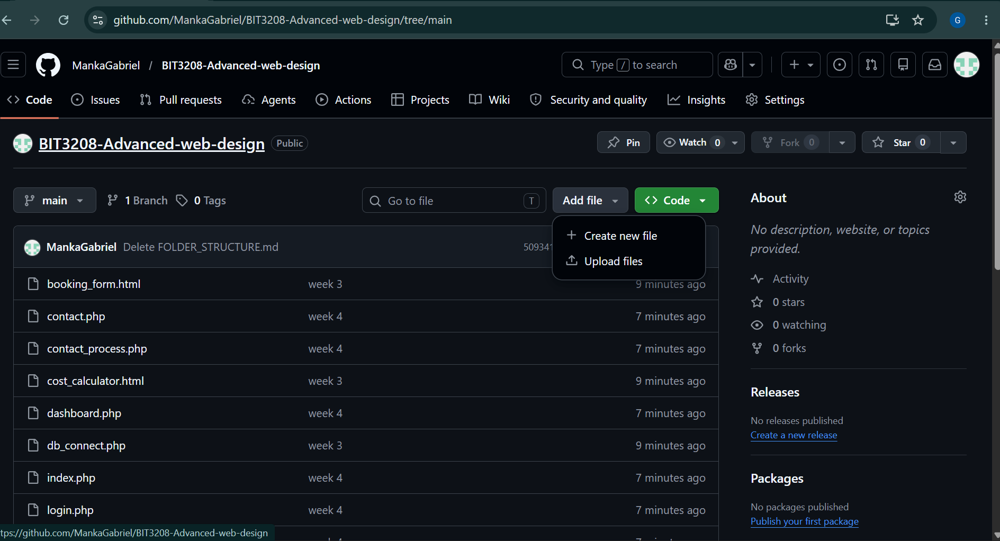 github.com/MankaGabriel/BIT3208-Advanced-web-design/tree/main
G
MankaGabriel / BIT3208-Advanced-web-design
Type / to search
Code
Issues
Pull requests
Agents
Actions
Projects
Wiki
Security and quality
Insights
Settings
BIT3208-Advanced-web-design
Public
Pin
Watch 0
Fork 0
Star 0
main
1 Branch
0 Tags
Go to file
T
Add file
Code
Create new file
Upload files
MankaGabriel Delete FOLDER_STRUCTURE.md
booking_form.html week 3 9 minutes ago
contact.php week 4 7 minutes ago
contact_process.php week 4 7 minutes ago
cost_calculator.html week 3 9 minutes ago
dashboard.php week 4 7 minutes ago
db_connect.php week 3 9 minutes ago
index.php week 4 7 minutes ago
login.php week 4 7 minutes ago
About
No description, website, or topics
provided.
Activity
0 stars
0 watching
0 forks
Releases
No releases published
Create a new release
Packages
No packages published
Publish your first package
tps://github.com/MankaGabriel/BIT3208-Advanced-web-design